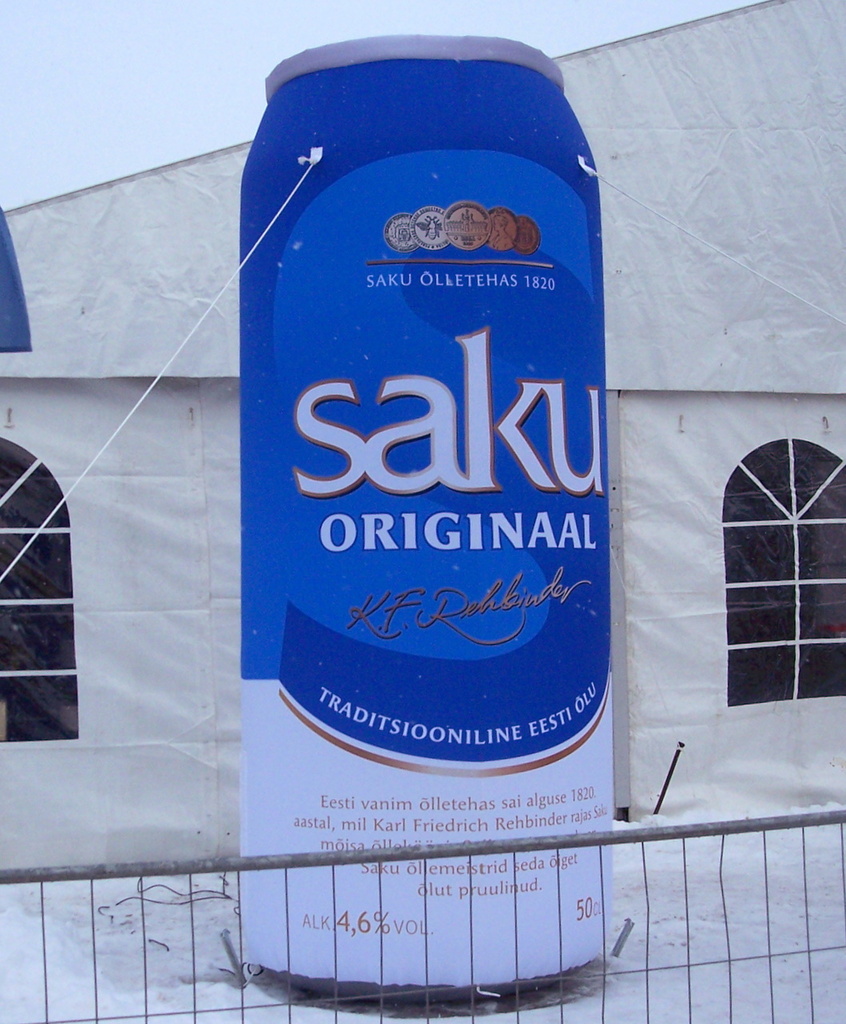 SAKU ÕLLETEHAS 1820
saku
ORIGINAAL
K.F. Rehbinder
TRADITSIOONILINE EESTI ÕLU
Eesti vanim õlletehas sai alguse 1820.
aastal, mil Karl Friedrich Rehbinder rajas Saku
mõisa
Saku õllemeistrid seda õiget
õlut pruulinud.
ALK. 4,6% VOL.
50CL